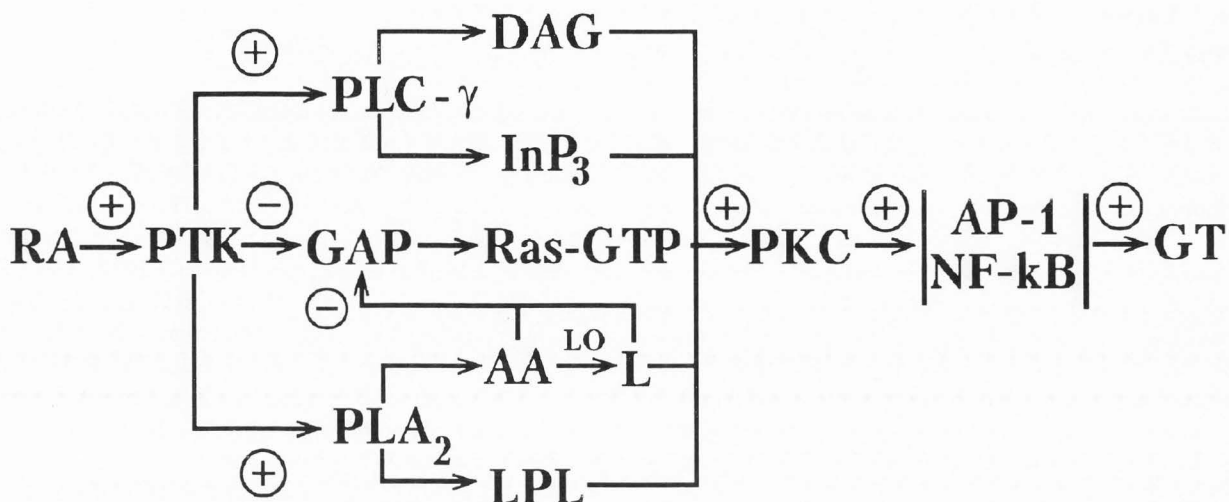 DAG
⊕
PLC - γ
InP₃
RA ⊕ PTK ⊖ GAP Ras-GTP ⊕ PKC ⊕ AP-1 NF-kB ⊕ GT
⊖
AA LO L
PLA₂
⊕
LPL